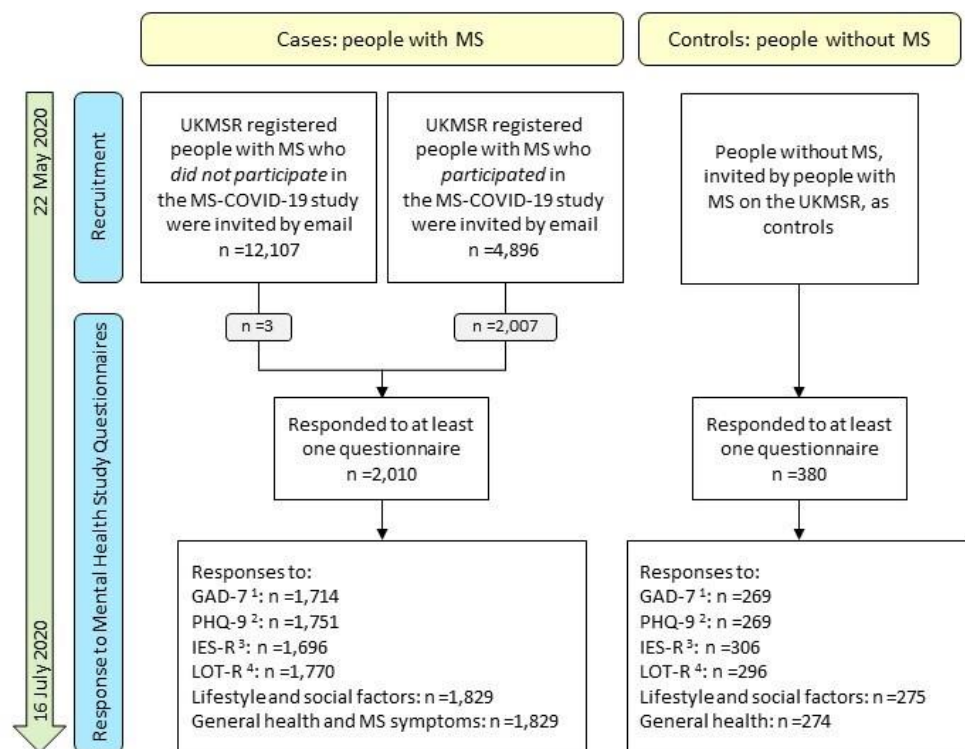 Cases: people with MS
Controls: people without MS
22 May 2020
16 July 2020
Recruitment
Response to Mental Health Study Questionnaires
UKMSR registered
people with MS who
did not participate in
the MS-COVID-19 study
were invited by email
n =12,107
UKMSR registered
people with MS who
participated in
the MS-COVID-19 study
were invited by email
n =4,896
People without MS,
invited by people with
MS on the UKMSR, as
controls
n =3
n =2,007
Responded to at least
one questionnaire
n =2,010
Responded to at least
one questionnaire
n =380
Responses to:
GAD-7 ¹: n =1,714
PHQ-9 ²: n =1,751
IES-R ³: n =1,696
LOT-R ⁴: n =1,770
Lifestyle and social factors: n =1,829
General health and MS symptoms: n =1,829
Responses to:
GAD-7 ¹: n =269
PHQ-9 ²: n =269
IES-R ³: n =306
LOT-R ⁴: n =296
Lifestyle and social factors: n =275
General health: n =274